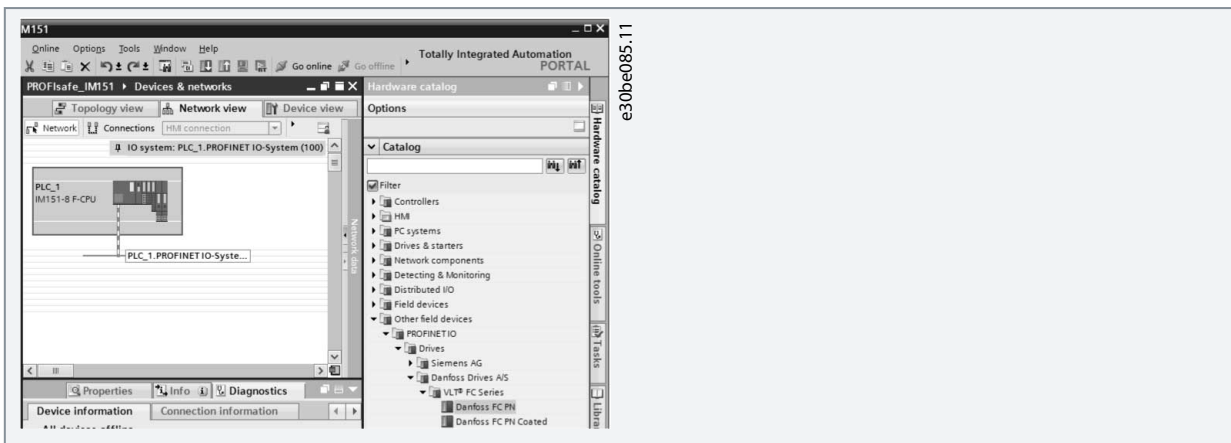 M151
Online Options Tools Window Help
Totally Integrated Automation
PORTAL
Go online Go offline
PROFIsafe_IM151 ▸ Devices & networks
Topology view Network view Device view
Network Connections HMI connection
IO system: PLC_1.PROFINET IO-System (100)
PLC_1
IM151-8 F-CPU
PLC_1.PROFINET IO-Syste...
Network data
Properties Info Diagnostics
Device information Connection information
All devices offline
Hardware catalog
Options
Catalog
Filter
Controllers
HMI
PC systems
Drives & starters
Network components
Detecting & Monitoring
Distributed I/O
Field devices
Other field devices
PROFINET IO
Drives
Siemens AG
Danfoss Drives A/S
VLT® FC Series
Danfoss FC PN
Danfoss FC PN Coated
Hardware catalog
Online tools
Tasks
Libra
e30be085.11